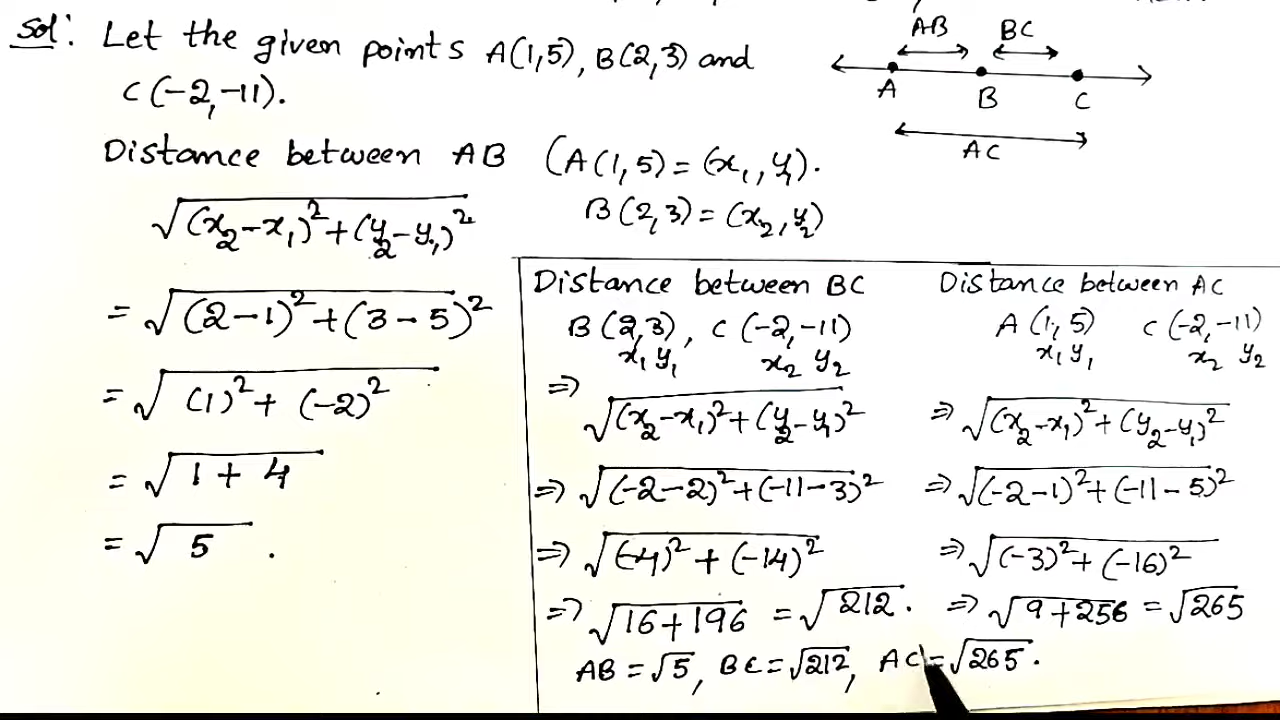 Sol: Let the given points A(1,5), B(2,3) and
C(-2,-11).
AB BC
A B C
AC
Distance between AB (A(1,5) = (x₁,y₁).
B(2,3) = (x₂,y₂)
√(x₂-x₁)²+(y₂-y₁)²
= √(2-1)²+(3-5)²
= √(1)²+(-2)²
= √1+4
= √5.
Distance between BC
B(2,3), C(-2,-11)
x₁ y₁ x₂ y₂
⇒ √(x₂-x₁)²+(y₂-y₁)²
⇒ √(-2-2)²+(-11-3)²
⇒ √(-4)²+(-14)²
⇒ √16+196 = √212.
Distance between AC
A(1,5) C(-2,-11)
x₁ y₁ x₂ y₂
⇒ √(x₂-x₁)²+(y₂-y₁)²
⇒ √(-2-1)²+(-11-5)²
⇒ √(-3)²+(-16)²
⇒ √9+256 = √265
AB = √5, BC = √212, AC = √265.